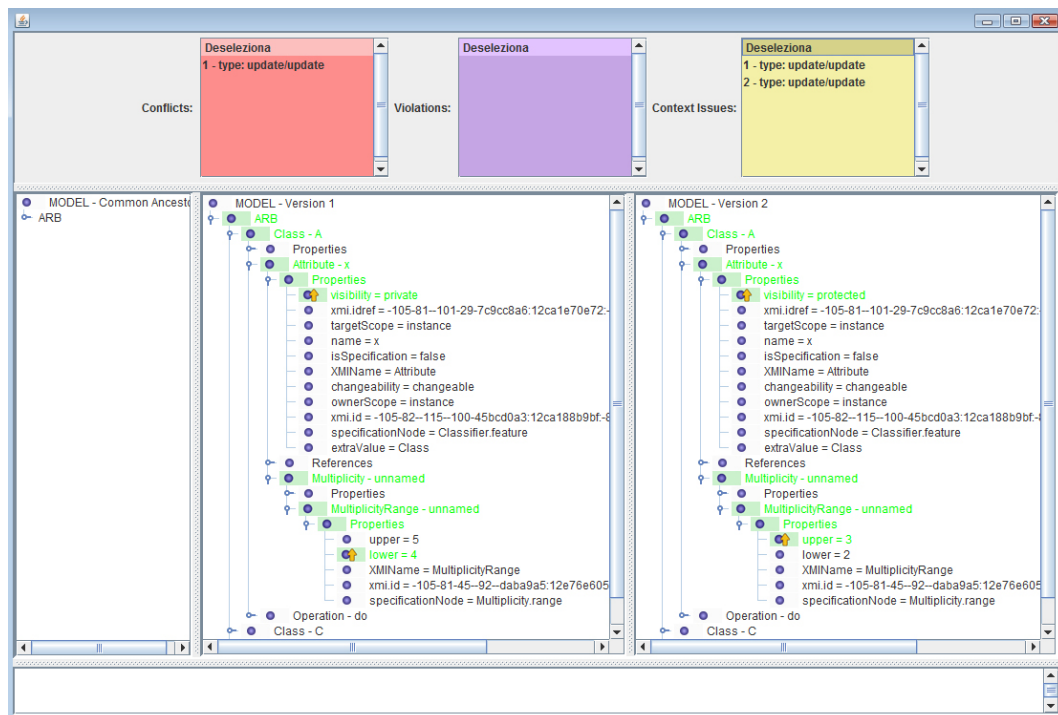 Deseleziona
1 - type: update/update
Conflicts:
Deseleziona
Violations:
Deseleziona
1 - type: update/update
2 - type: update/update
Context Issues:
MODEL - Common Ancesto
ARB
MODEL - Version 1
ARB
Class - A
Properties
Attribute - x
Properties
visibility = private
xmi.idref = -105-81--101-29-7c9cc8a6:12ca1e70e72:-
targetScope = instance
name = x
isSpecification = false
XMIName = Attribute
changeability = changeable
ownerScope = instance
xmi.id = -105-82--115--100-45bcd0a3:12ca188b9bf:-8
specificationNode = Classifier.feature
extraValue = Class
References
Multiplicity - unnamed
Properties
MultiplicityRange - unnamed
Properties
upper = 5
lower = 4
XMIName = MultiplicityRange
xmi.id = -105-81-45--92--daba9a5:12e76e605
specificationNode = Multiplicity.range
Operation - do
Class - C
MODEL - Version 2
ARB
Class - A
Properties
Attribute - x
Properties
visibility = protected
xmi.idref = -105-81--101-29-7c9cc8a6:12ca1e70e72:
targetScope = instance
name = x
isSpecification = false
XMIName = Attribute
changeability = changeable
ownerScope = instance
xmi.id = -105-82--115--100-45bcd0a3:12ca188b9bf:-8
specificationNode = Classifier.feature
extraValue = Class
References
Multiplicity - unnamed
Properties
MultiplicityRange - unnamed
Properties
upper = 3
lower = 2
XMIName = MultiplicityRange
xmi.id = -105-81-45--92--daba9a5:12e76e605
specificationNode = Multiplicity.range
Operation - do
Class - C